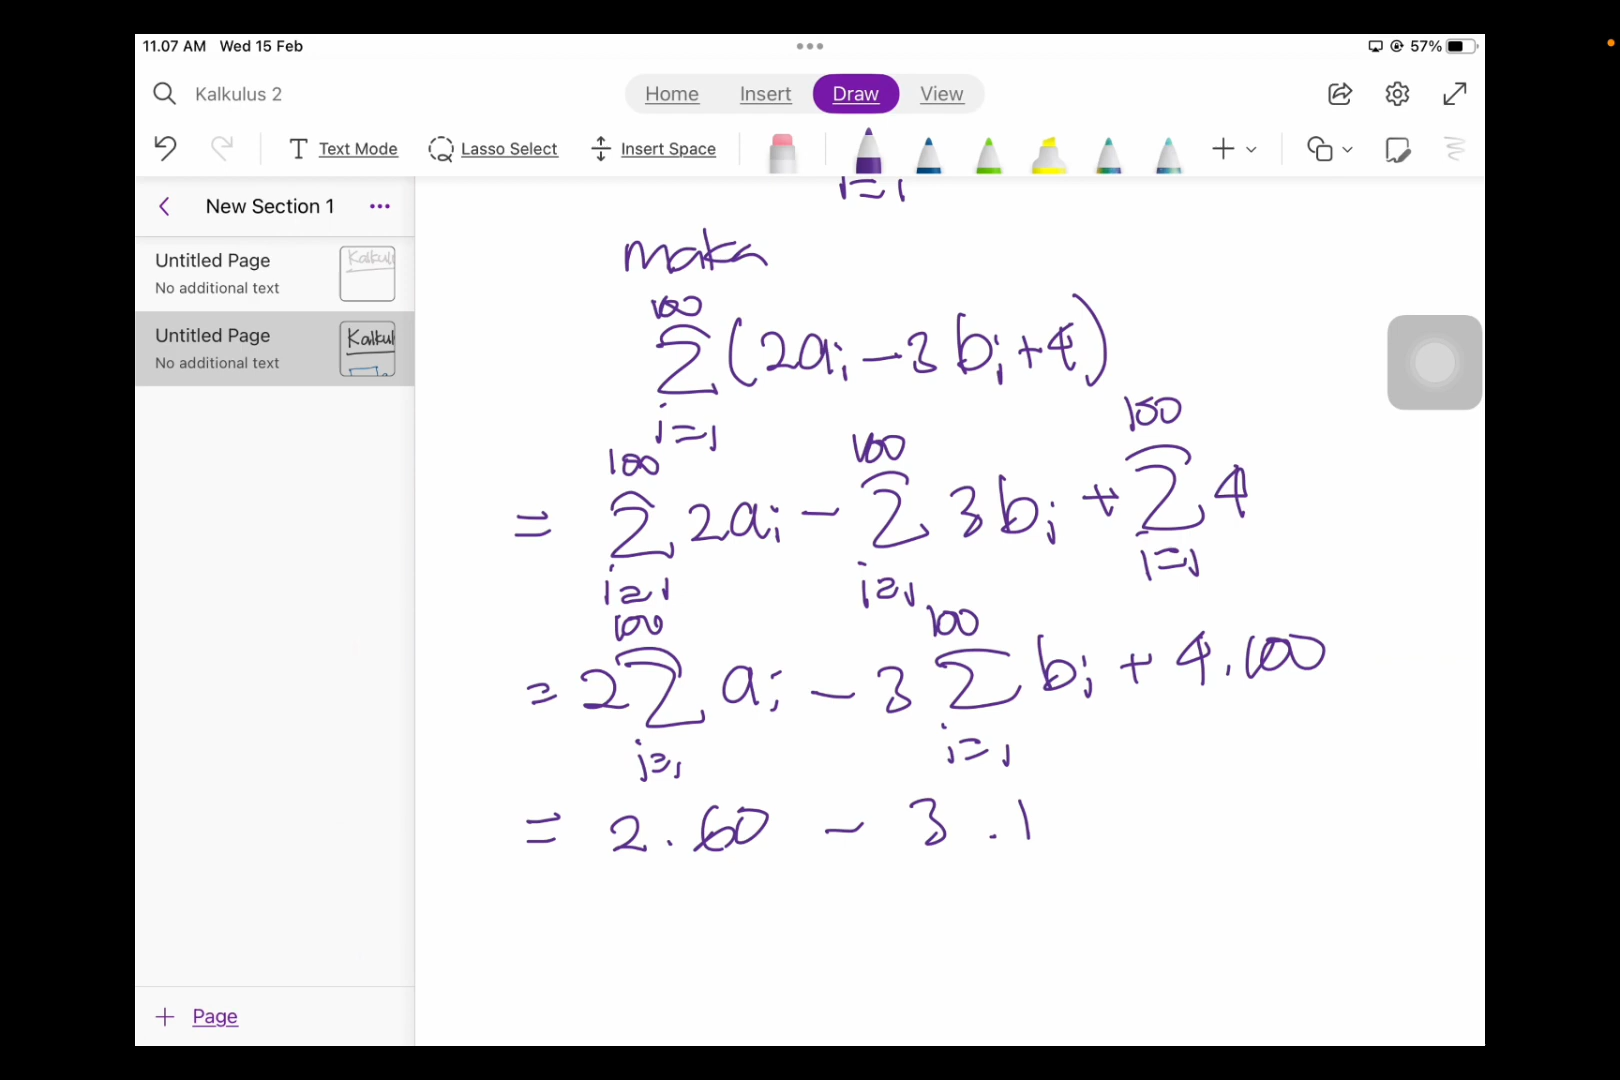 11.07 AM Wed 15 Feb
57%
Kalkulus 2
Home Insert Draw View
Text Mode Lasso Select Insert Space
New Section 1
Untitled Page
No additional text
Kalkul
Untitled Page
No additional text
Kalkul
Page
i=1
maka
100
∑(2ai − 3bi + 4)
i=1
100 100 100
= ∑ 2ai − ∑ 3bi + ∑ 4
i=1 i=1 i=1
100 100
= 2∑ ai − 3∑ bi + 4.100
i=1 i=1
= 2.60 − 3.1